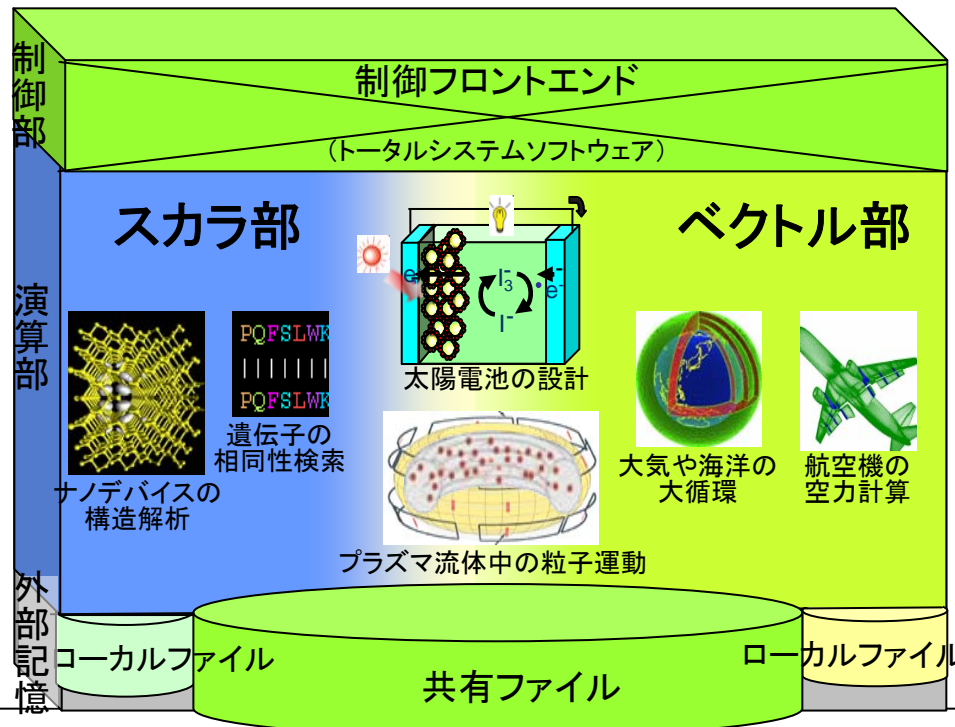 制御部
制御フロントエンド
（トータルシステムソフトウェア）
演算部
スカラ部
ベクトル部
e
I3-
I-
-
e-
太陽電池の設計
PQFSLWK
PQFSLWK
遺伝子の
相同性検索
ナノデバイスの
構造解析
大気や海洋の
大循環
航空機の
空力計算
プラズマ流体中の粒子運動
外部記憶
ローカルファイル
共有ファイル
ローカルファイル